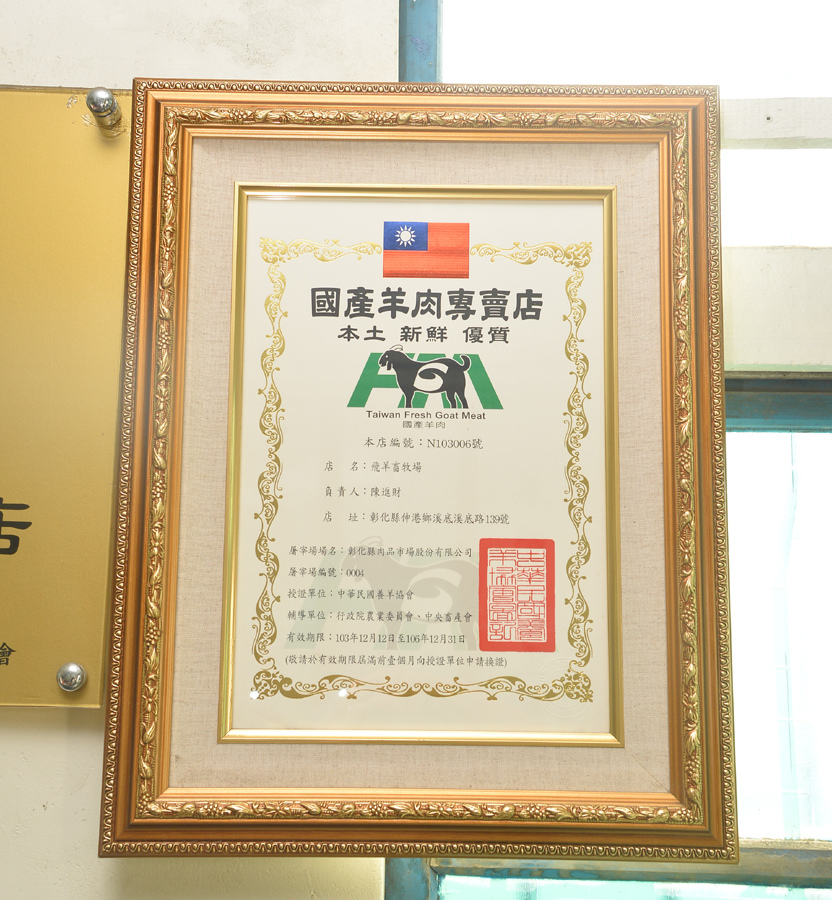 國產羊肉專賣店
本土 新鮮 優質
Taiwan Fresh Goat Meat
國產羊肉
本店編號：N103006號
店 名：飛羊畜牧場
負責人：陳進財
店 址：彰化縣伸港鄉溪底溪底路139號
屠宰場場名：彰化縣肉品市場股份有限公司
屠宰場編號：0004
授證單位：中華民國養羊協會
輔導單位：行政院農業委員會、中央畜產會
有效期限：103年12月12日至106年12月31日
(敬請於有效期限屆滿前壹個月向授證單位申請換證)
店
會